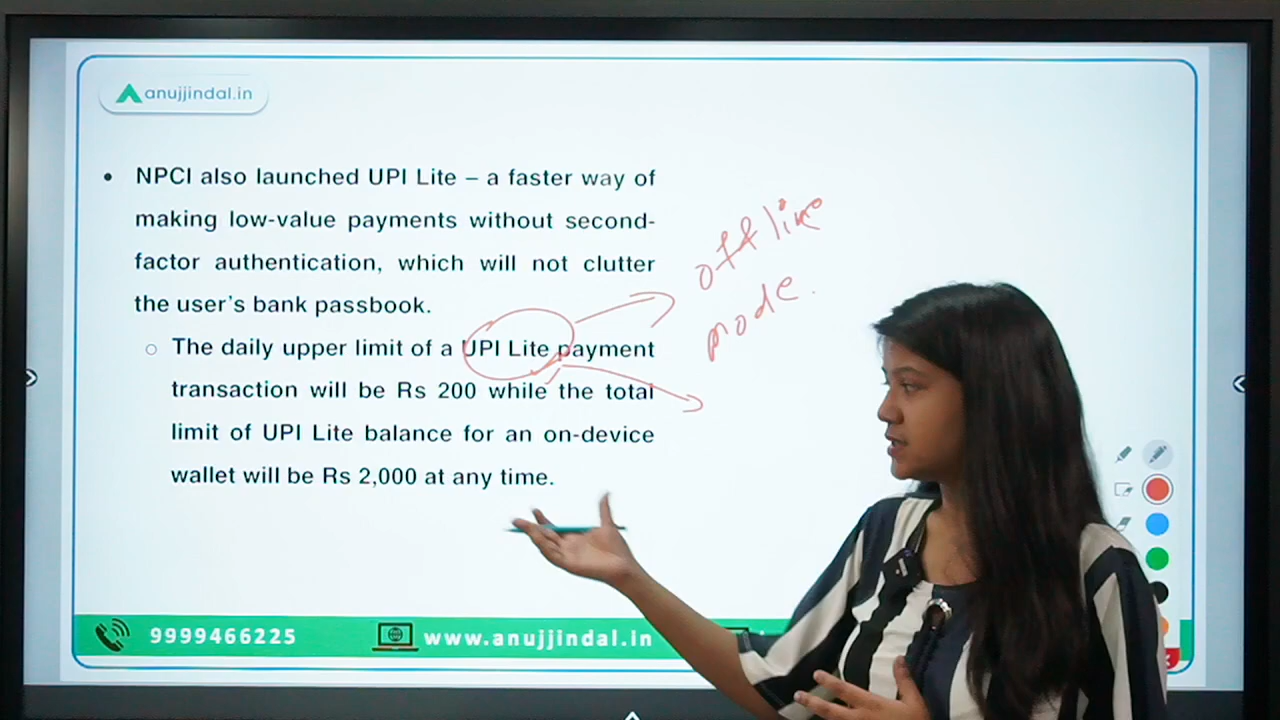 anujjindal.in
• NPCI also launched UPI Lite – a faster way of
making low-value payments without second-
factor authentication, which will not clutter
the user's bank passbook.
○ The daily upper limit of a UPI Lite payment
transaction will be Rs 200 while the total
limit of UPI Lite balance for an on-device
wallet will be Rs 2,000 at any time.
offline
mode.
9999466225
www.anujjindal.in